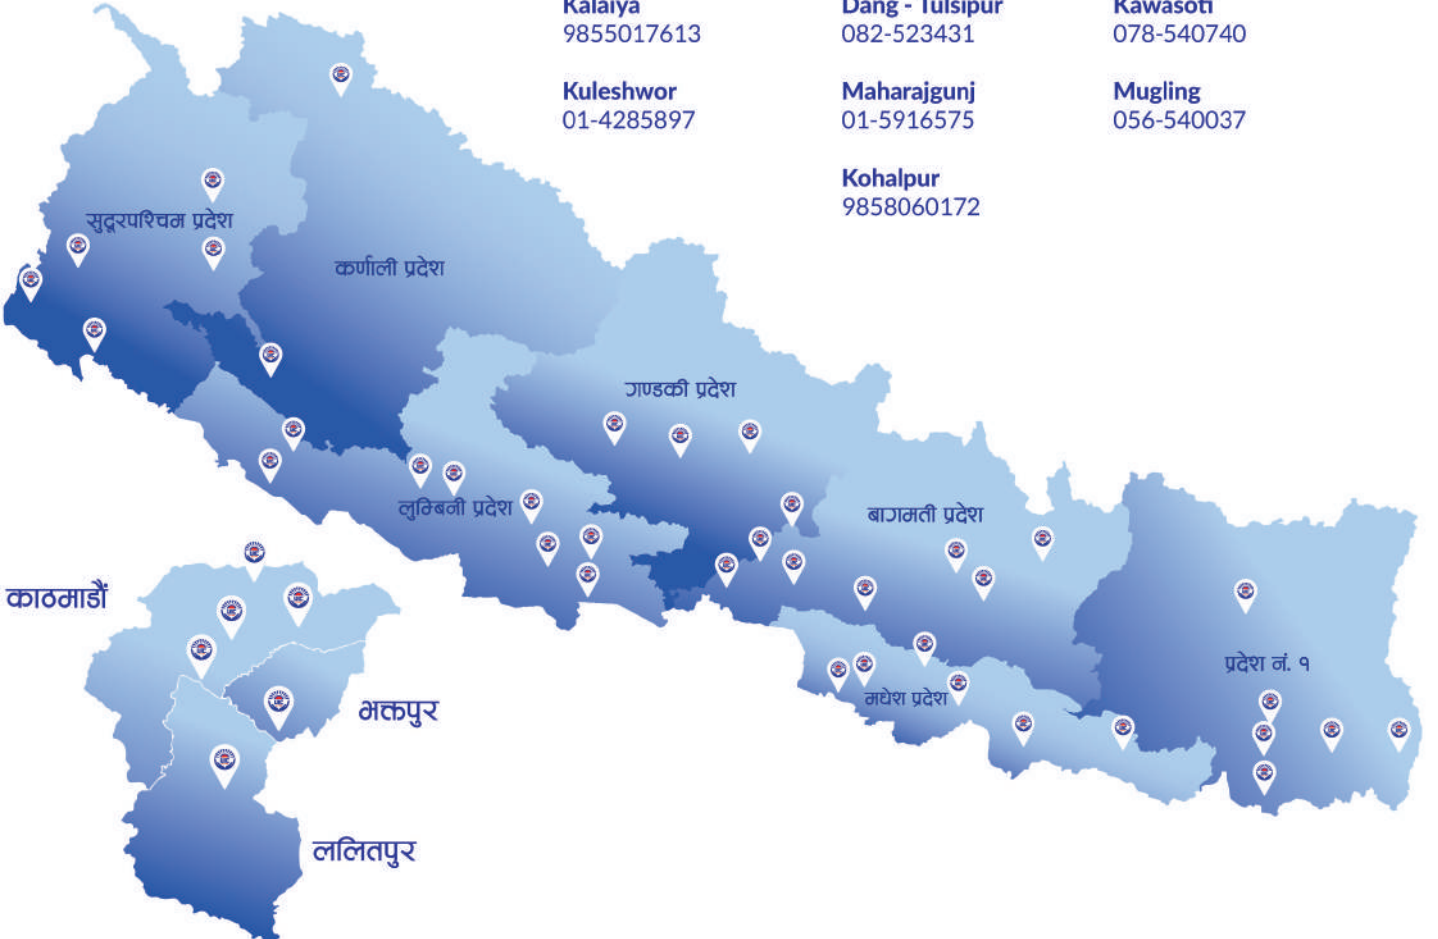 Kalaiya
9855017613
Dang - Tulsipur
082-523431
Kawasoti
078-540740
Kuleshwor
01-4285897
Maharajgunj
01-5916575
Mugling
056-540037
Kohalpur
9858060172
सुदूरपश्चिम प्रदेश
कर्णाली प्रदेश
गण्डकी प्रदेश
लुम्बिनी प्रदेश
बागमती प्रदेश
काठमाडौं
प्रदेश नं. १
मधेश प्रदेश
भक्तपुर
ललितपुर